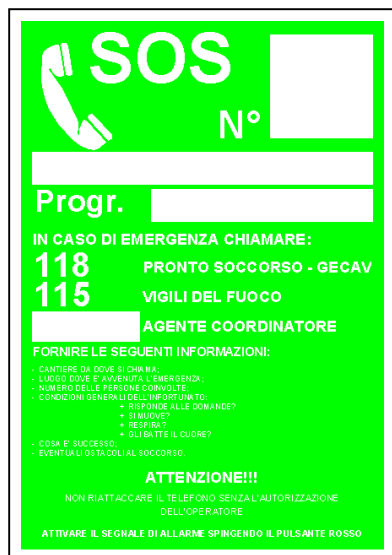 SOS
N°
Progr.
IN CASO DI EMERGENZA CHIAMARE:
118 PRONTO SOCCORSO - GECAV
115 VIGILI DEL FUOCO
AGENTE COORDINATORE
FORNIRE LE SEGUENTI INFORMAZIONI:
- CANTIERE DA DOVE SI CHIAMA;
- LUOGO DOVE E' AVVENUTA L'EMERGENZA;
- NUMERO DELLE PERSONE COINVOLTE;
- CONDIZIONI GENERALI DELL'INFORTUNATO:
+ RISPONDE ALLE DOMANDE?
+ SI MUOVE?
+ RESPIRA?
+ GLI BATTE IL CUORE?
- COSA E' SUCCESSO;
- EVENTUALI OSTACOLI AL SOCCORSO.
ATTENZIONE!!!
NON RIATTACCARE IL TELEFONO SENZA L'AUTORIZZAZIONE
DELL'OPERATORE
ATTIVARE IL SEGNALE DI ALLARME SPINGENDO IL PULSANTE ROSSO